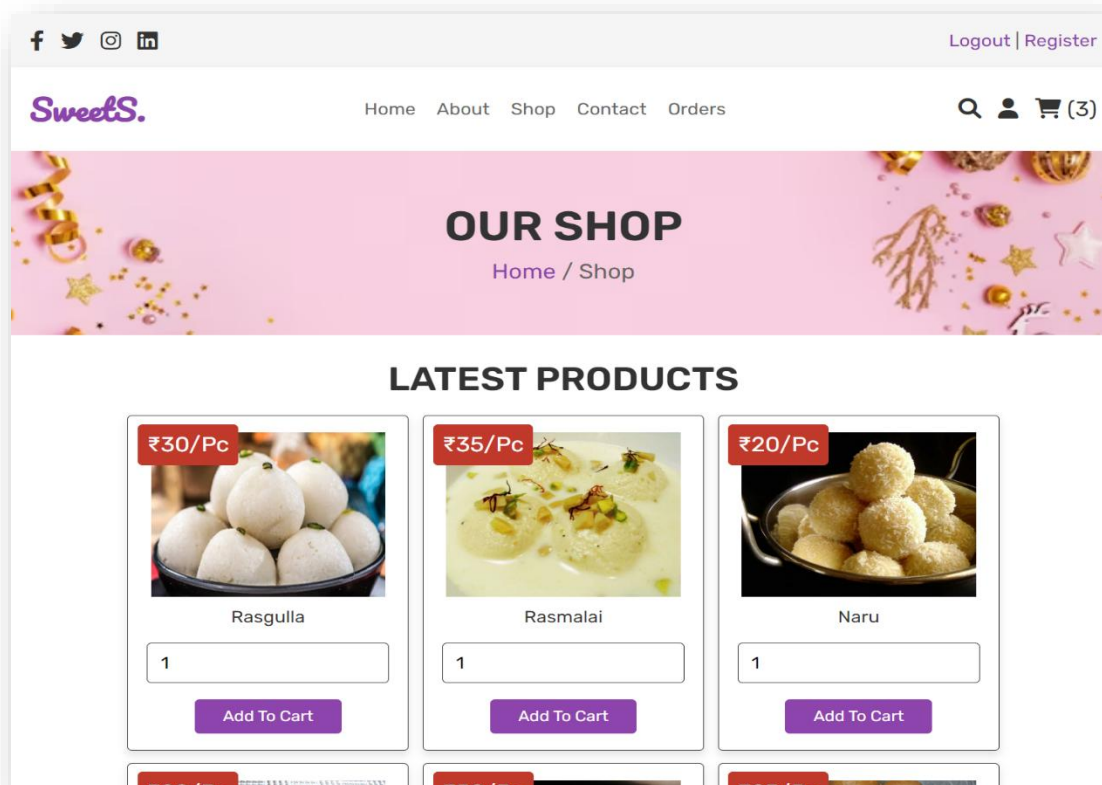 Logout | Register
SweetS.
Home About Shop Contact Orders
(3)
OUR SHOP
Home / Shop
LATEST PRODUCTS
₹30/Pc ₹35/Pc ₹20/Pc
Rasgulla Rasmalai Naru
1 1 1
Add To Cart Add To Cart Add To Cart